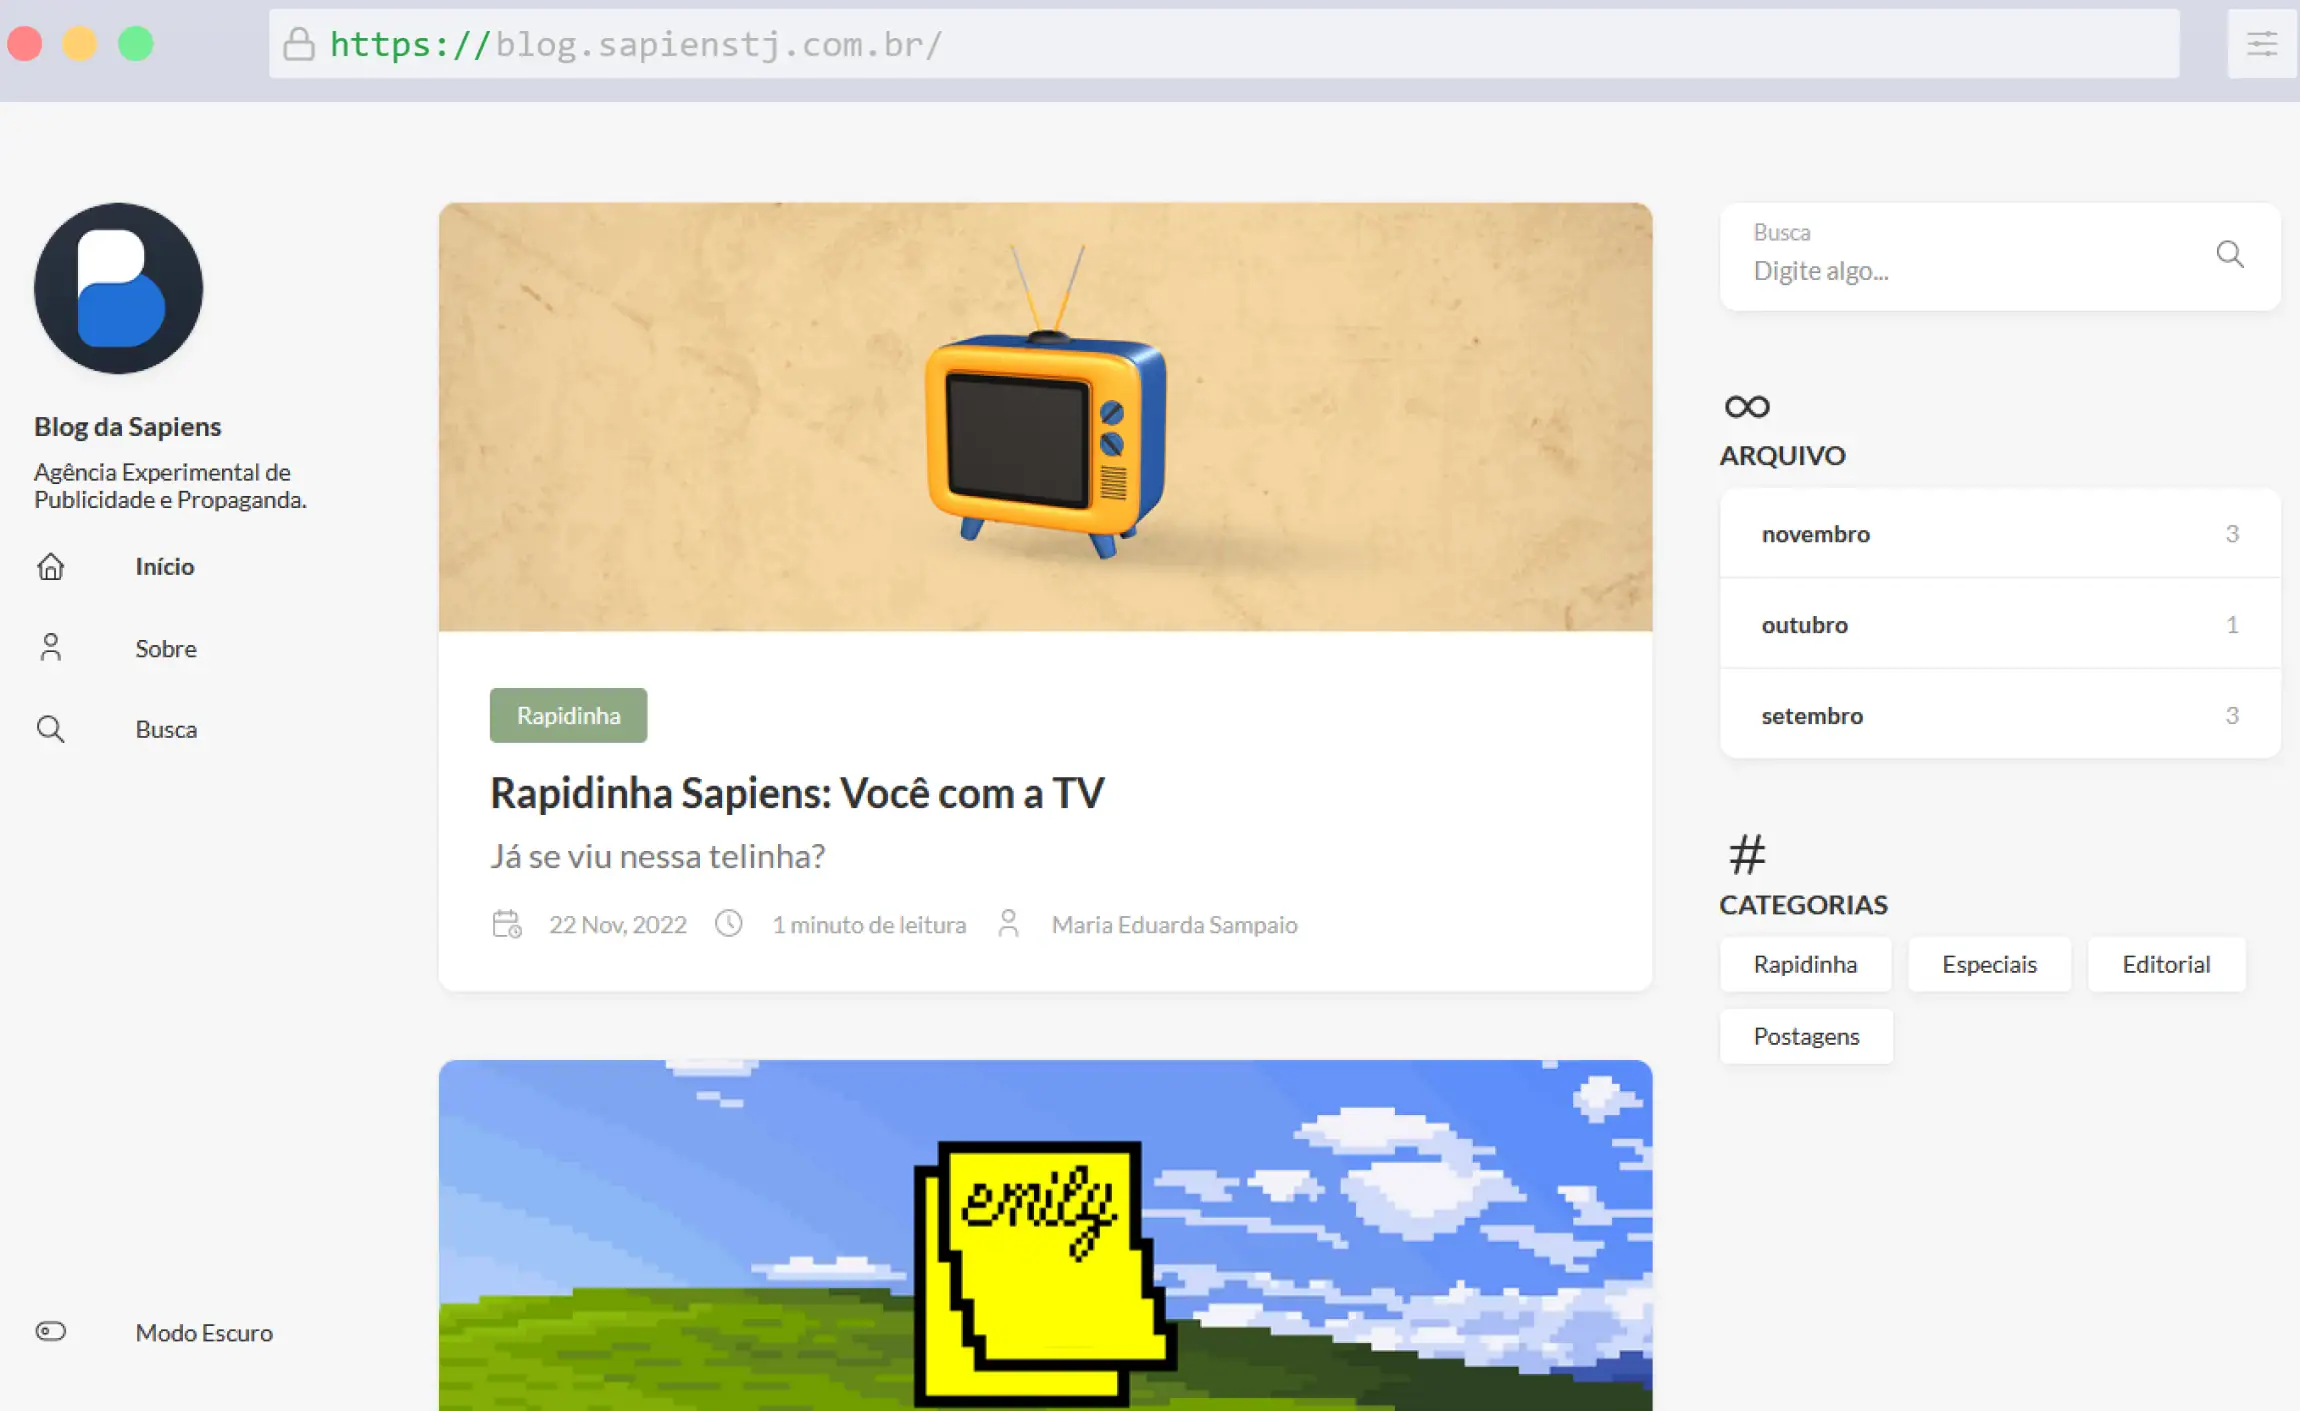 https://blog.sapienstj.com.br/
Blog da Sapiens
Agência Experimental de
Publicidade e Propaganda.
Início
Sobre
Busca
Modo Escuro
Rapidinha
Rapidinha Sapiens: Você com a TV
Já se viu nessa telinha?
22 Nov, 2022 1 minuto de leitura Maria Eduarda Sampaio
emily
Busca
Digite algo...
ARQUIVO
novembro 3
outubro 1
setembro 3
#
CATEGORIAS
Rapidinha Especiais Editorial
Postagens